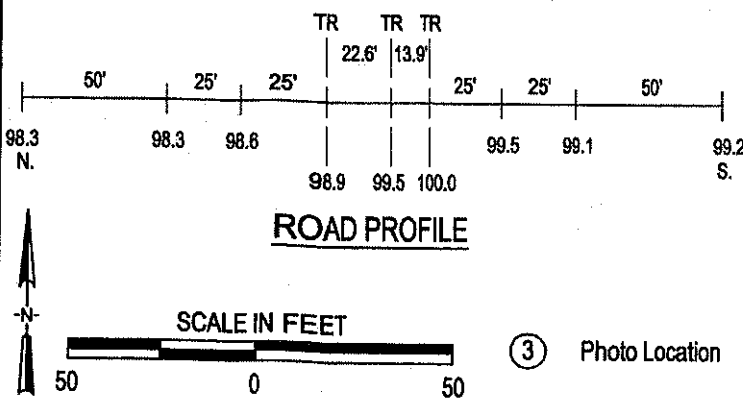 TR TR TR
50' 25' 25' 22.6' 13.9' 25' 25' 50'
98.3 98.3 98.6 99.5 99.1 99.2
N. S.
98.9 99.5 100.0
ROAD PROFILE
-N-
SCALE IN FEET
3 Photo Location
50 0 50